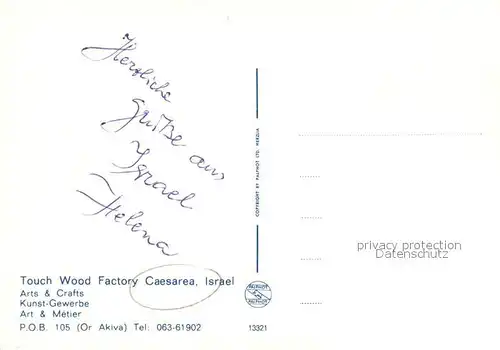 Herzliche
Grüße aus
Israel
Helena
Touch Wood Factory Caesarea, Israel
Arts & Crafts
Kunst-Gewerbe
Art & Métier
P.O.B. 105 (Or Akiva) Tel: 063-61902
COPYRIGHT BY PALPHOT LTD. HERZLIA
PALPHOT
13321
privacy protection
Datenschutz